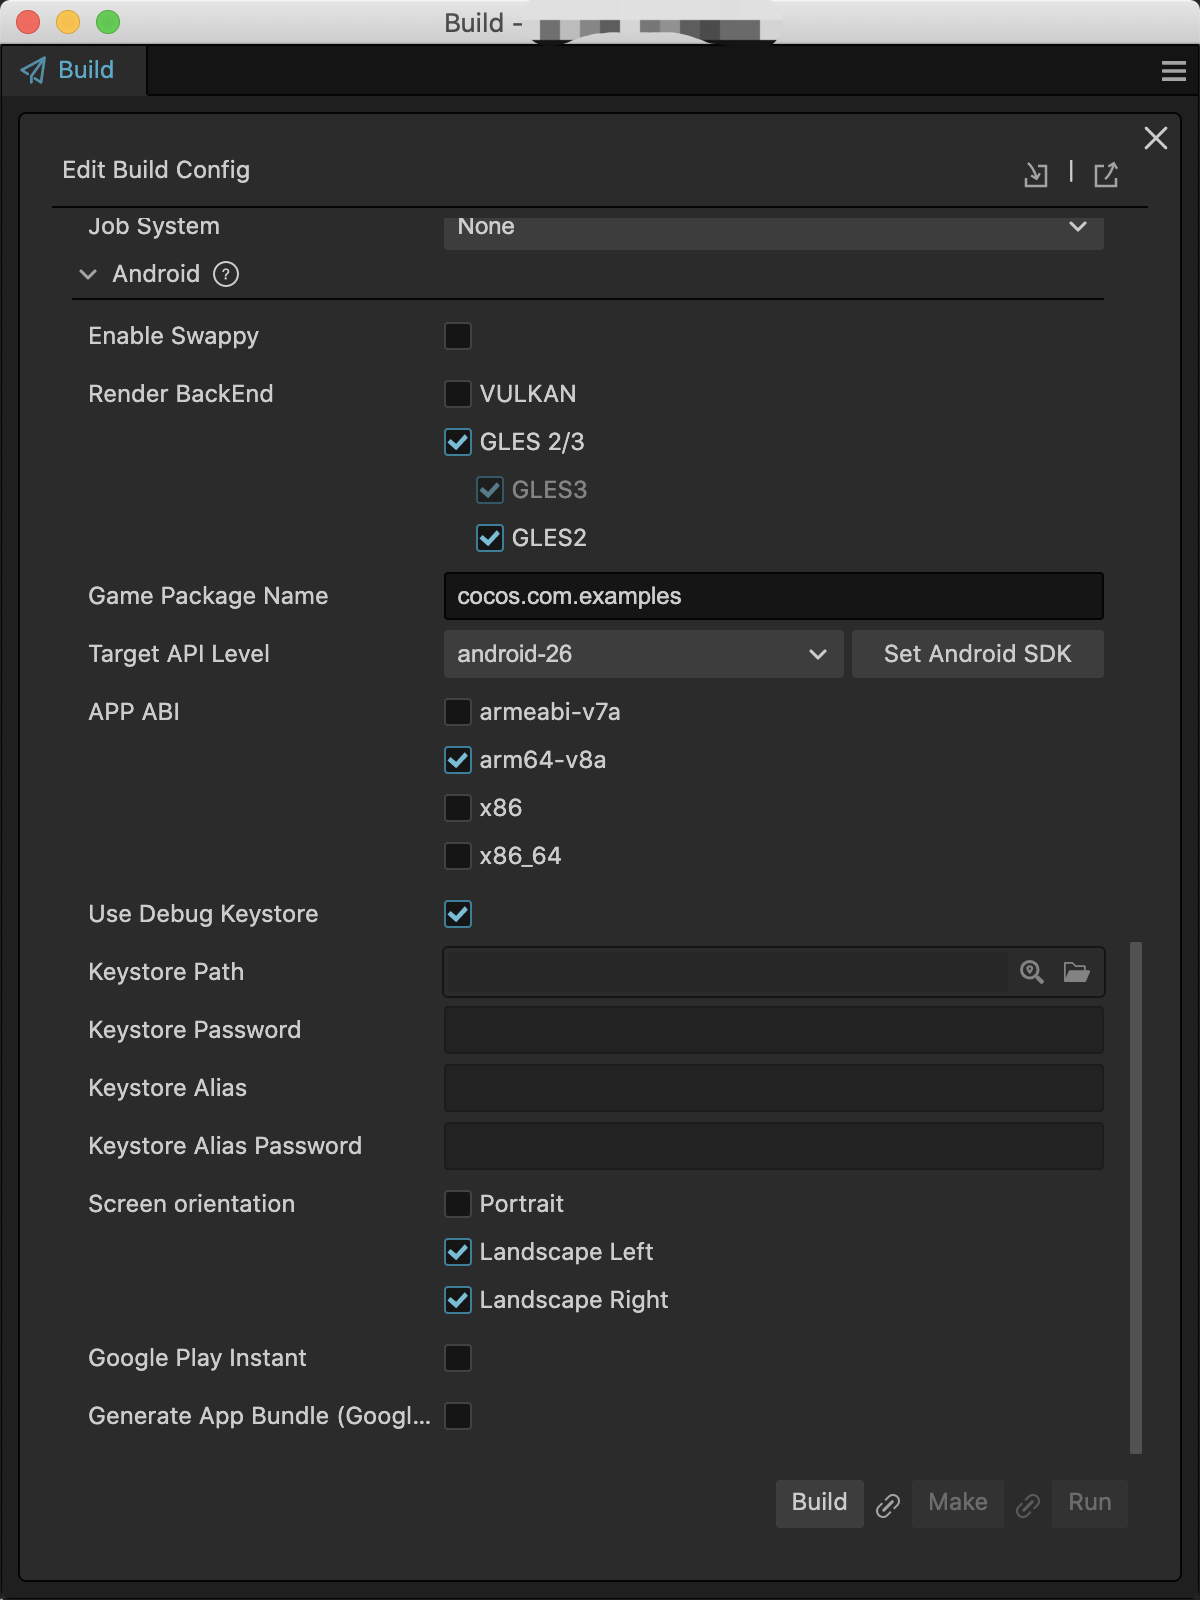 Build -
Build
Edit Build Config
Job System None
Android ?
Enable Swappy
Render BackEnd VULKAN
GLES 2/3
GLES3
GLES2
Game Package Name cocos.com.examples
Target API Level android-26 Set Android SDK
APP ABI armeabi-v7a
arm64-v8a
x86
x86_64
Use Debug Keystore
Keystore Path
Keystore Password
Keystore Alias
Keystore Alias Password
Screen orientation Portrait
Landscape Left
Landscape Right
Google Play Instant
Generate App Bundle (Googl...
Build Make Run